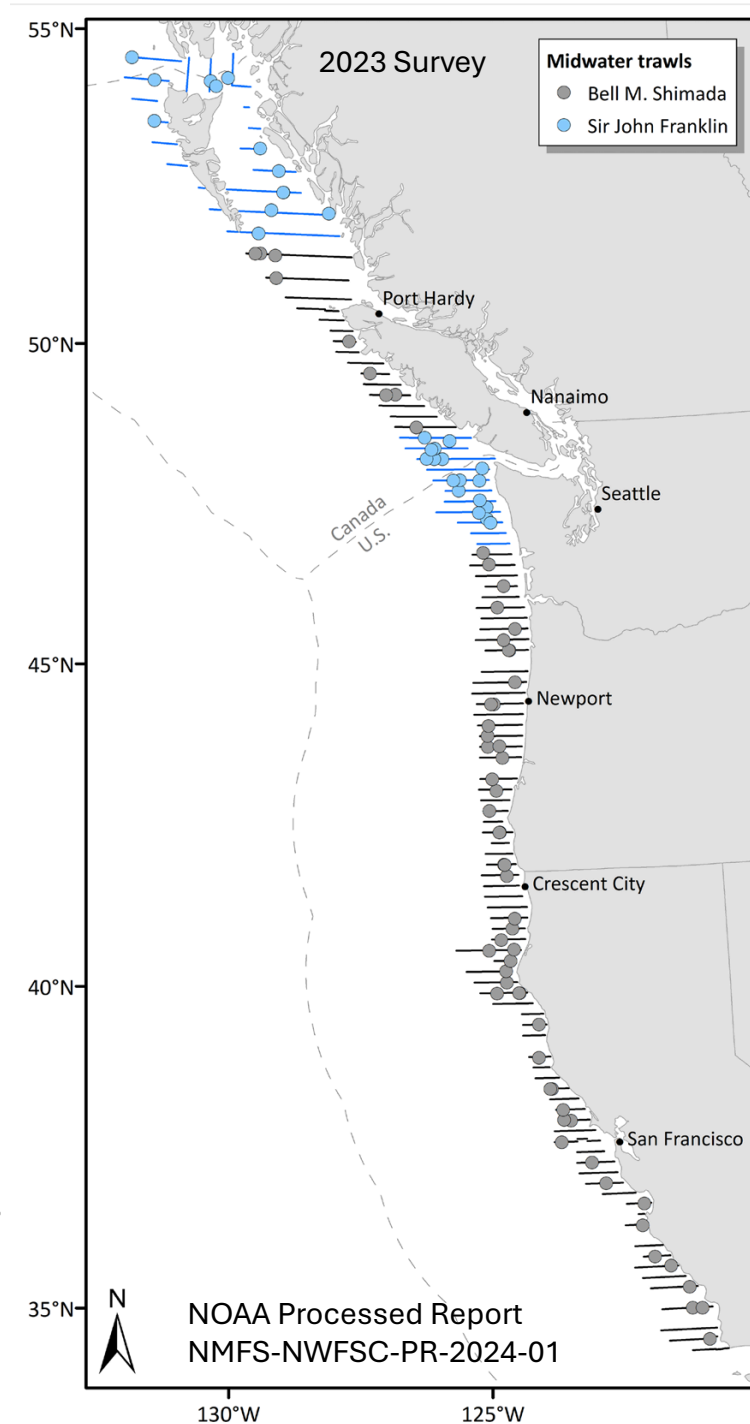 55°N
2023 Survey
Midwater trawls
Bell M. Shimada
Sir John Franklin
Port Hardy
50°N
Nanaimo
Seattle
Canada
U.S.
45°N
Newport
Crescent City
40°N
San Francisco
N
35°N
NOAA Processed Report
NMFS-NWFSC-PR-2024-01
130°W
125°W